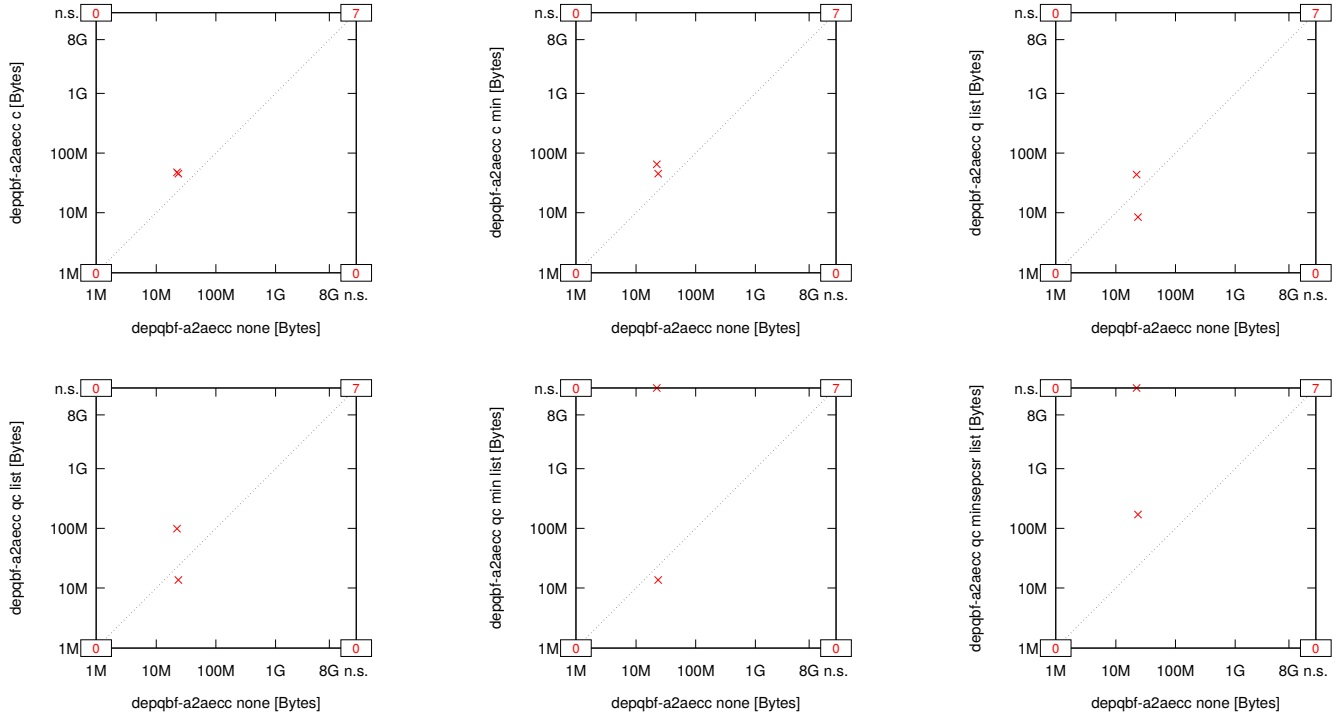 n.s. 0 7
8G
1G
100M
10M
1M 0 0
1M 10M 100M 1G 8G n.s.
depqbf-a2aecc none [Bytes]
depqbf-a2aecc c [Bytes]
n.s. 0 7
8G
1G
100M
10M
1M 0 0
1M 10M 100M 1G 8G n.s.
depqbf-a2aecc none [Bytes]
depqbf-a2aecc c min [Bytes]
n.s. 0 7
8G
1G
100M
10M
1M 0 0
1M 10M 100M 1G 8G n.s.
depqbf-a2aecc none [Bytes]
depqbf-a2aecc q list [Bytes]
n.s. 0 7
8G
1G
100M
10M
1M 0 0
1M 10M 100M 1G 8G n.s.
depqbf-a2aecc none [Bytes]
depqbf-a2aecc qc list [Bytes]
n.s. 0 7
8G
1G
100M
10M
1M 0 0
1M 10M 100M 1G 8G n.s.
depqbf-a2aecc none [Bytes]
depqbf-a2aecc qc min list [Bytes]
n.s. 0 7
8G
1G
100M
10M
1M 0 0
1M 10M 100M 1G 8G n.s.
depqbf-a2aecc none [Bytes]
depqbf-a2aecc qc minsepcsr list [Bytes]